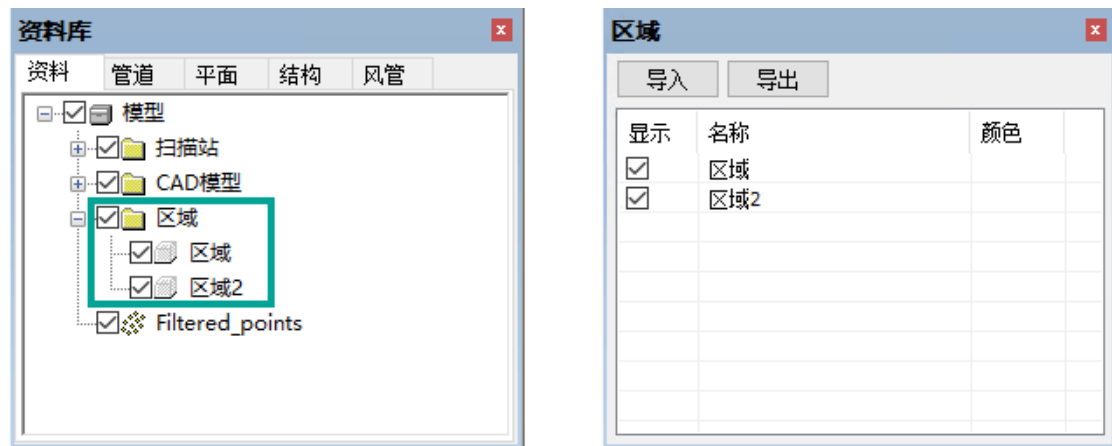 资料库
资料 管道 平面 结构 风管
模型
扫描站
CAD模型
区域
区域
区域2
Filtered_points
区域
导入 导出
显示 名称 颜色
区域
区域2